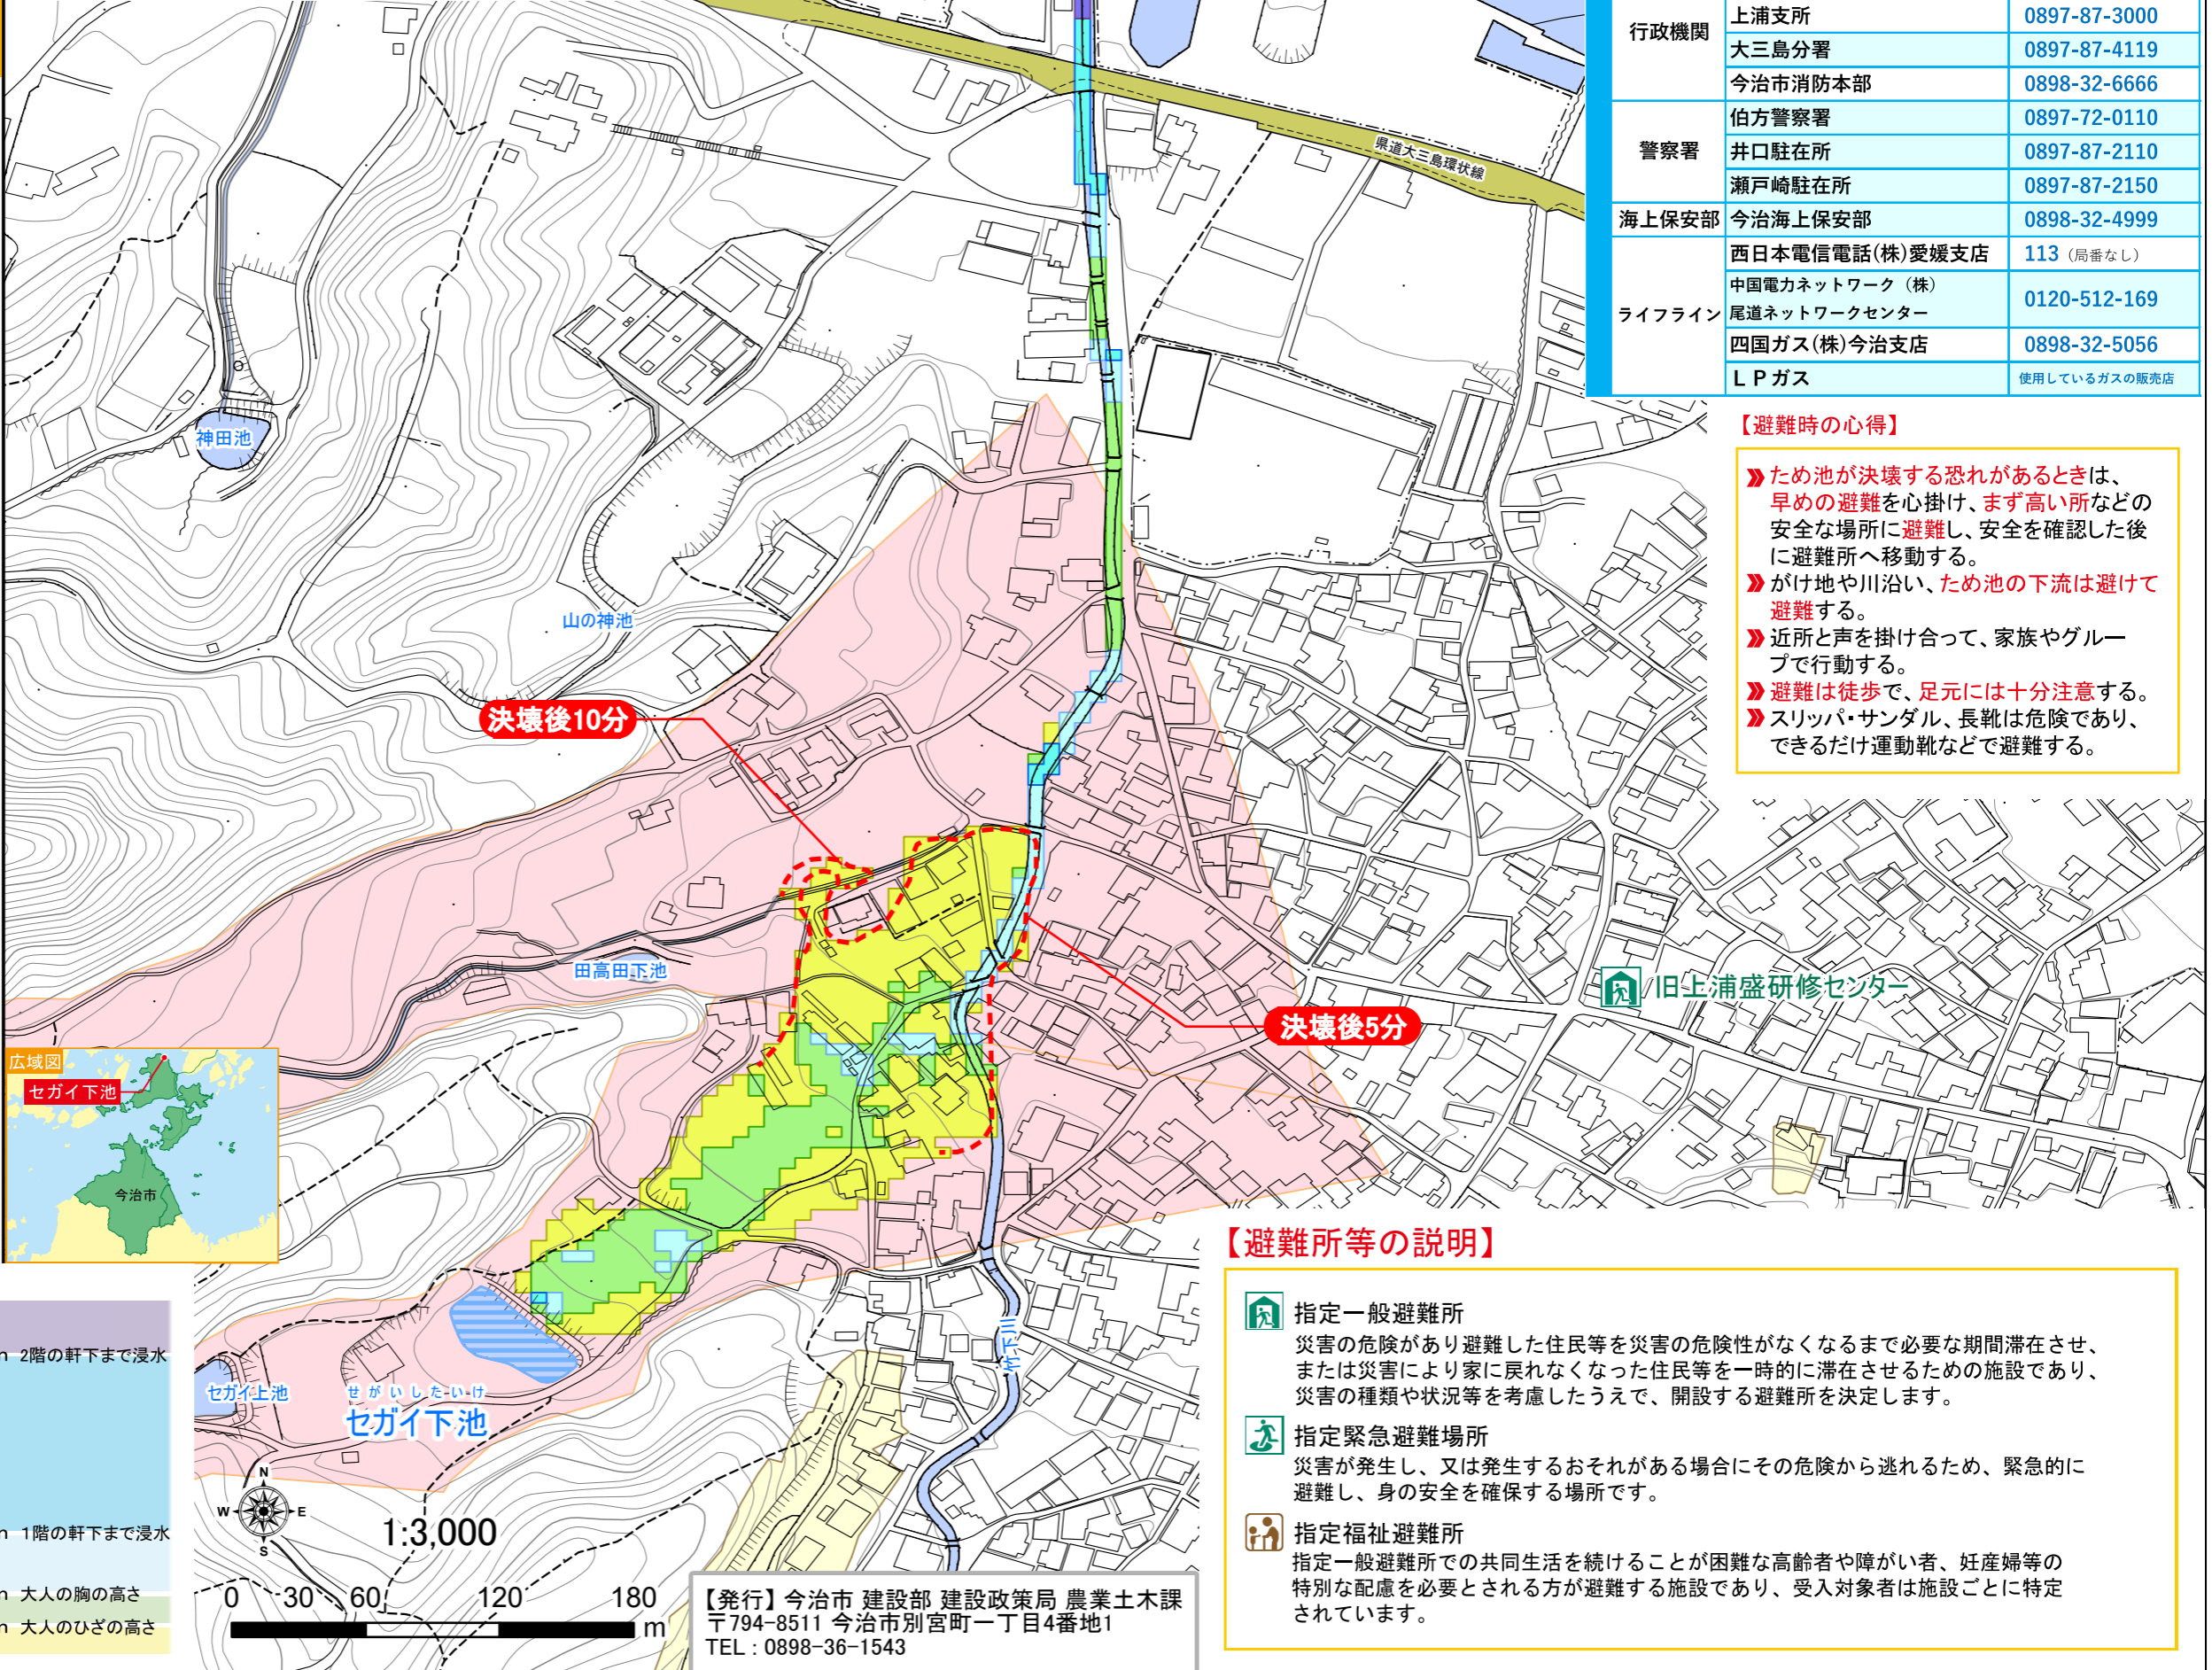 行政機関
上浦支所 0897-87-3000
大三島分署 0897-87-4119
今治市消防本部 0898-32-6666
警察署
伯方警察署 0897-72-0110
井口駐在所 0897-87-2110
瀬戸崎駐在所 0897-87-2150
海上保安部 今治海上保安部 0898-32-4999
ライフライン
西日本電信電話(株)愛媛支店 113 (局番なし)
中国電力ネットワーク (株)
尾道ネットワークセンター 0120-512-169
四国ガス(株)今治支店 0898-32-5056
LPガス 使用しているガスの販売店
県道大三島環状線
【避難時の心得】
ため池が決壊する恐れがあるときは、
早めの避難を心掛け、まず高い所などの
安全な場所に避難し、安全を確認した後
に避難所へ移動する。
がけ地や川沿い、ため池の下流は避けて
避難する。
近所と声を掛け合って、家族やグルー
プで行動する。
避難は徒歩で、足元には十分注意する。
スリッパ・サンダル、長靴は危険であり、
できるだけ運動靴などで避難する。
神田池
山の神池
決壊後10分
田高田下池
旧上浦盛研修センター
決壊後5分
広域図
セガイ下池
今治市
竹下川
セガイ上池
せがいしたいけ
セガイ下池
2階の軒下まで浸水
1階の軒下まで浸水
大人の胸の高さ
大人のひざの高さ
N
W E
S
1:3,000
0 30 60 120 180
m
【発行】今治市 建設部 建設政策局 農業土木課
〒794-8511 今治市別宮町一丁目4番地1
TEL : 0898-36-1543
【避難所等の説明】
指定一般避難所
災害の危険があり避難した住民等を災害の危険性がなくなるまで必要な期間滞在させ、
または災害により家に戻れなくなった住民等を一時的に滞在させるための施設であり、
災害の種類や状況等を考慮したうえで、開設する避難所を決定します。
指定緊急避難場所
災害が発生し、又は発生するおそれがある場合にその危険から逃れるため、緊急的に
避難し、身の安全を確保する場所です。
指定福祉避難所
指定一般避難所での共同生活を続けることが困難な高齢者や障がい者、妊産婦等の
特別な配慮を必要とされる方が避難する施設であり、受入対象者は施設ごとに特定
されています。